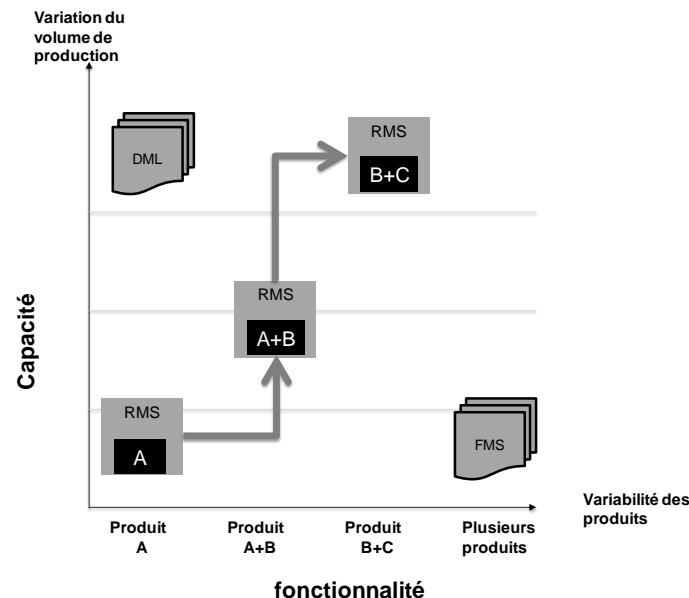 Variation du
volume de
production
RMS
DML
B+C
RMS
A+B
Capacité
RMS
A
FMS
Variabilité des
produits
Produit
A
Produit
A+B
Produit
B+C
Plusieurs
produits
fonctionnalité